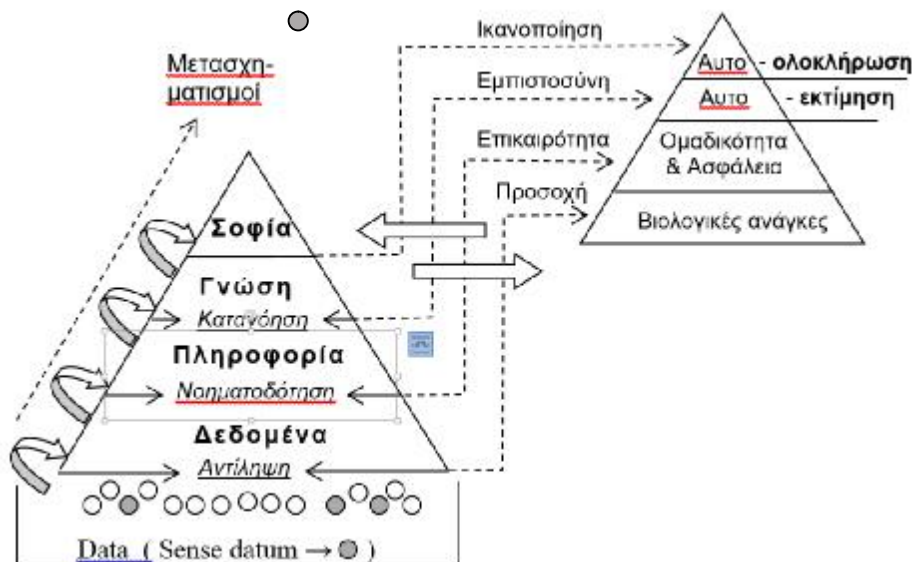 Μετασχη-
ματισμοί
Ικανοποίηση
Εμπιστοσύνη
Επικαιρότητα
Προσοχή
Αυτο - ολοκλήρωση
Αυτο - εκτίμηση
Ομαδικότητα
& Ασφάλεια
Βιολογικές ανάγκες
Σοφία
Γνώση
Κατανόηση
Πληροφορία
Νοηματοδότηση
Δεδομένα
Αντίληψη
Data ( Sense datum → )